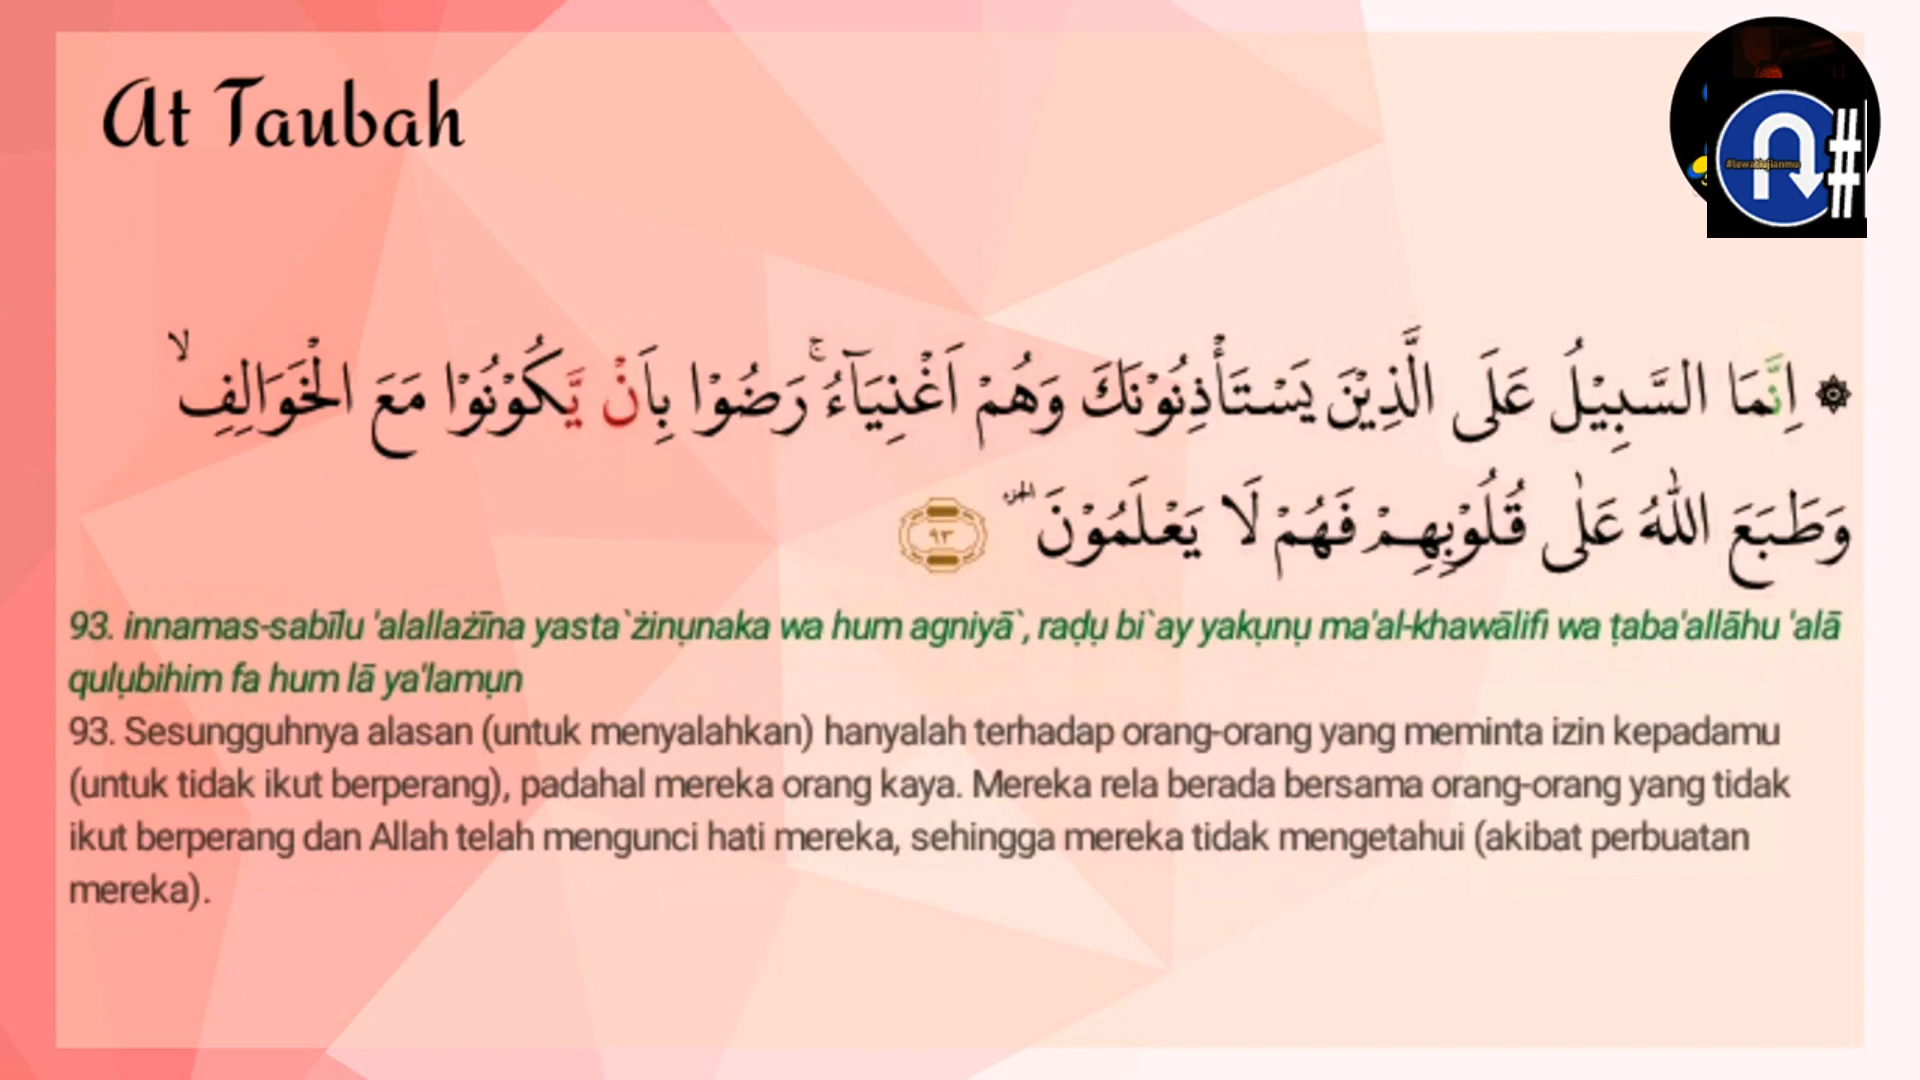 At Taubah
#lewatiujianmu
#
۞ اِنَّمَا السَّبِيْلُ عَلَى الَّذِيْنَ يَسْتَأْذِنُوْنَكَ وَهُمْ اَغْنِيَاۤءُۚ رَضُوْا بِاَنْ يَّكُوْنُوْا مَعَ الْخَوَالِفِۙ
وَطَبَعَ اللّٰهُ عَلٰى قُلُوْبِهِمْ فَهُمْ لَا يَعْلَمُوْنَ ۔ الجزء ٩٣
93. innamas-sabīlu 'alallażīna yasta`żinụnaka wa hum agniyā`, raḍụ bi`ay yakụnụ ma'al-khawālifi wa ṭaba'allāhu 'alā
qulụbihim fa hum lā ya'lamụn
93. Sesungguhnya alasan (untuk menyalahkan) hanyalah terhadap orang-orang yang meminta izin kepadamu
(untuk tidak ikut berperang), padahal mereka orang kaya. Mereka rela berada bersama orang-orang yang tidak
ikut berperang dan Allah telah mengunci hati mereka, sehingga mereka tidak mengetahui (akibat perbuatan
mereka).